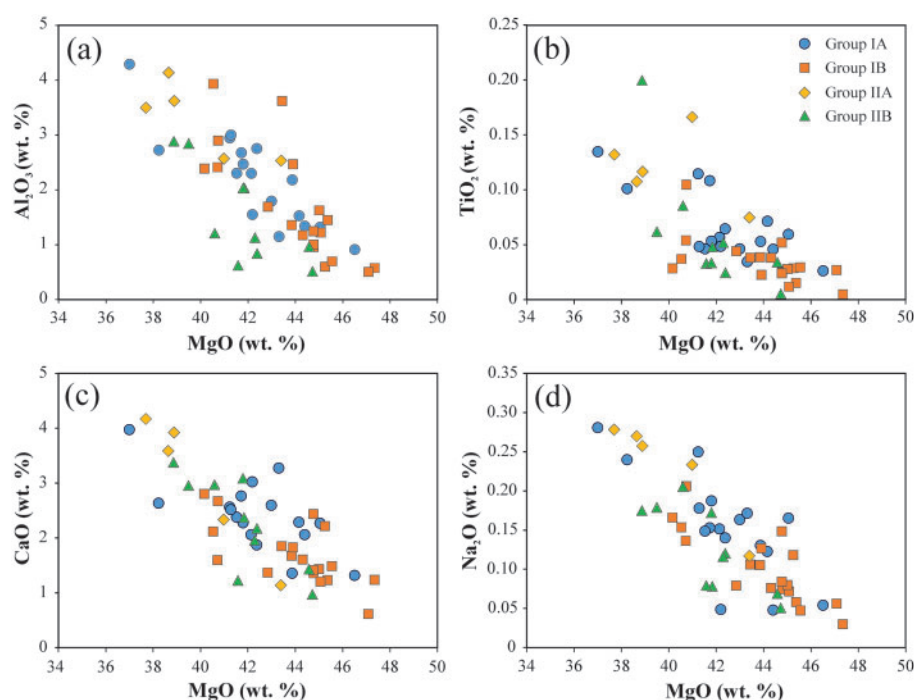 (a)
Al₂O₃ (wt. %)
5
4
3
2
1
0
34 36 38 40 42 44 46 48 50
MgO (wt. %)
(b)
TiO₂ (wt. %)
0.25
0.20
0.15
0.10
0.05
0.00
34 36 38 40 42 44 46 48 50
MgO (wt. %)
Group IA
Group IB
Group IIA
Group IIB
(c)
CaO (wt. %)
5
4
3
2
1
0
34 36 38 40 42 44 46 48 50
MgO (wt. %)
(d)
Na₂O (wt. %)
0.35
0.30
0.25
0.20
0.15
0.10
0.05
0.00
34 36 38 40 42 44 46 48 50
MgO (wt. %)